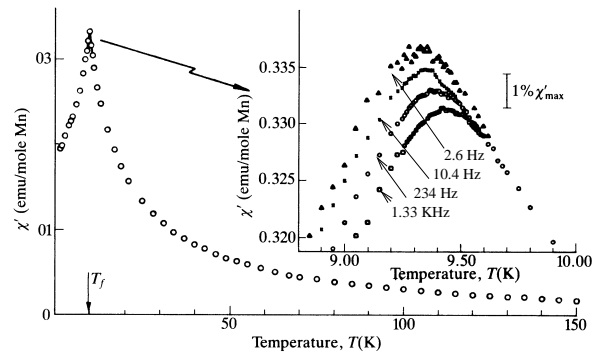 χ′ (emu/mole Mn)
03
01
0
T_f
50
100
150
Temperature, T(K)
χ′ (emu/mole Mn)
0.335
0.333
0.325
0.320
1% χ′max
2.6 Hz
10.4 Hz
234 Hz
1.33 KHz
9.00
9.50
10.00
Temperature, T(K)